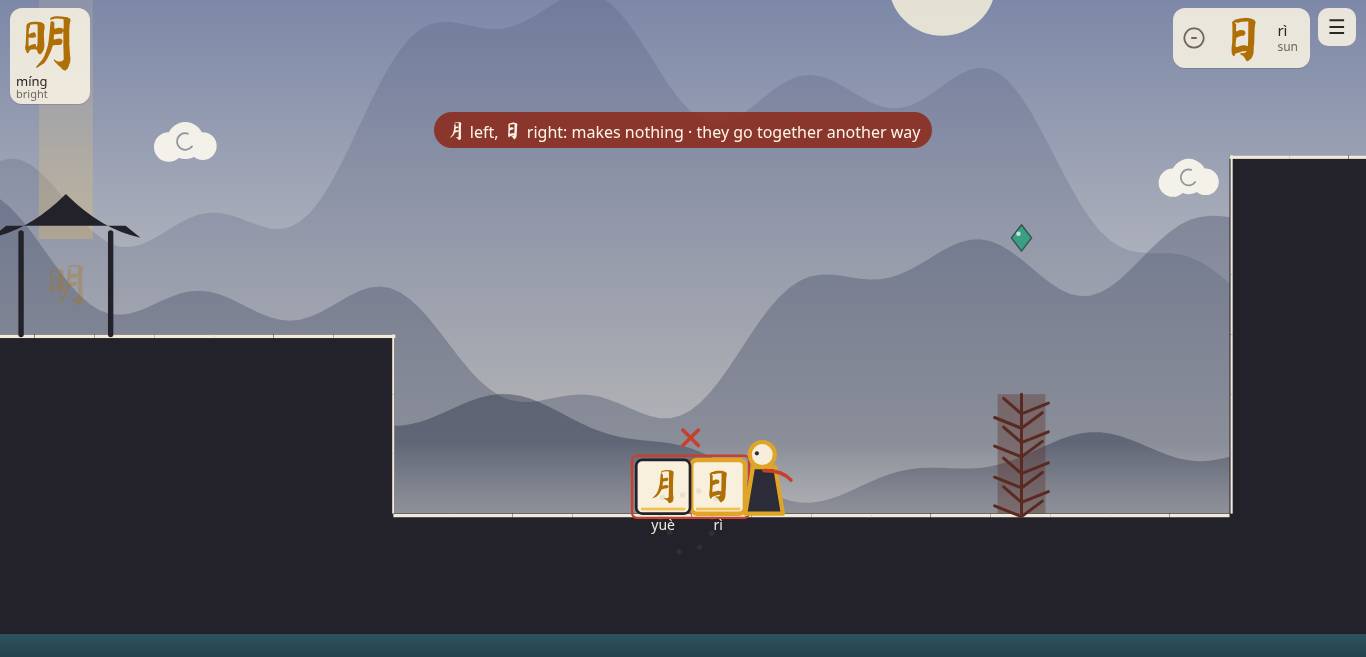 明
míng
bright
日
rì
sun
月 left, 日 right: makes nothing · they go together another way
明
月 日
yuè rì